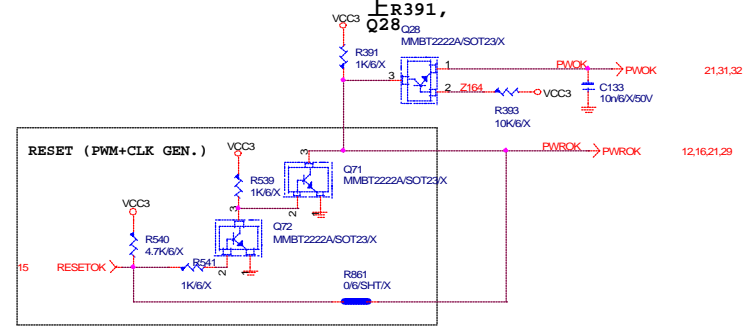 上R391,
Q28
VCC3
Q28
MMBT2222A/SOT23/X
R391
1K/6/X
1
PWOK
PWOK
21,31,32
3
2
Z164
VCC3
C133
10n/6/X/50V
R393
10K/6/X
RESET (PWM+CLK GEN.)
VCC3
3
PWROK
PWROK
12,16,21,29
Q71
MMBT2222A/SOT23/X
R539
1K/6/X
2
1
VCC3
3
Q72
MMBT2222A/SOT23/X
R540
4.7K/6/X
15
RESETOK
R541
2
1
1K/6/X
R861
0/6/SHT/X